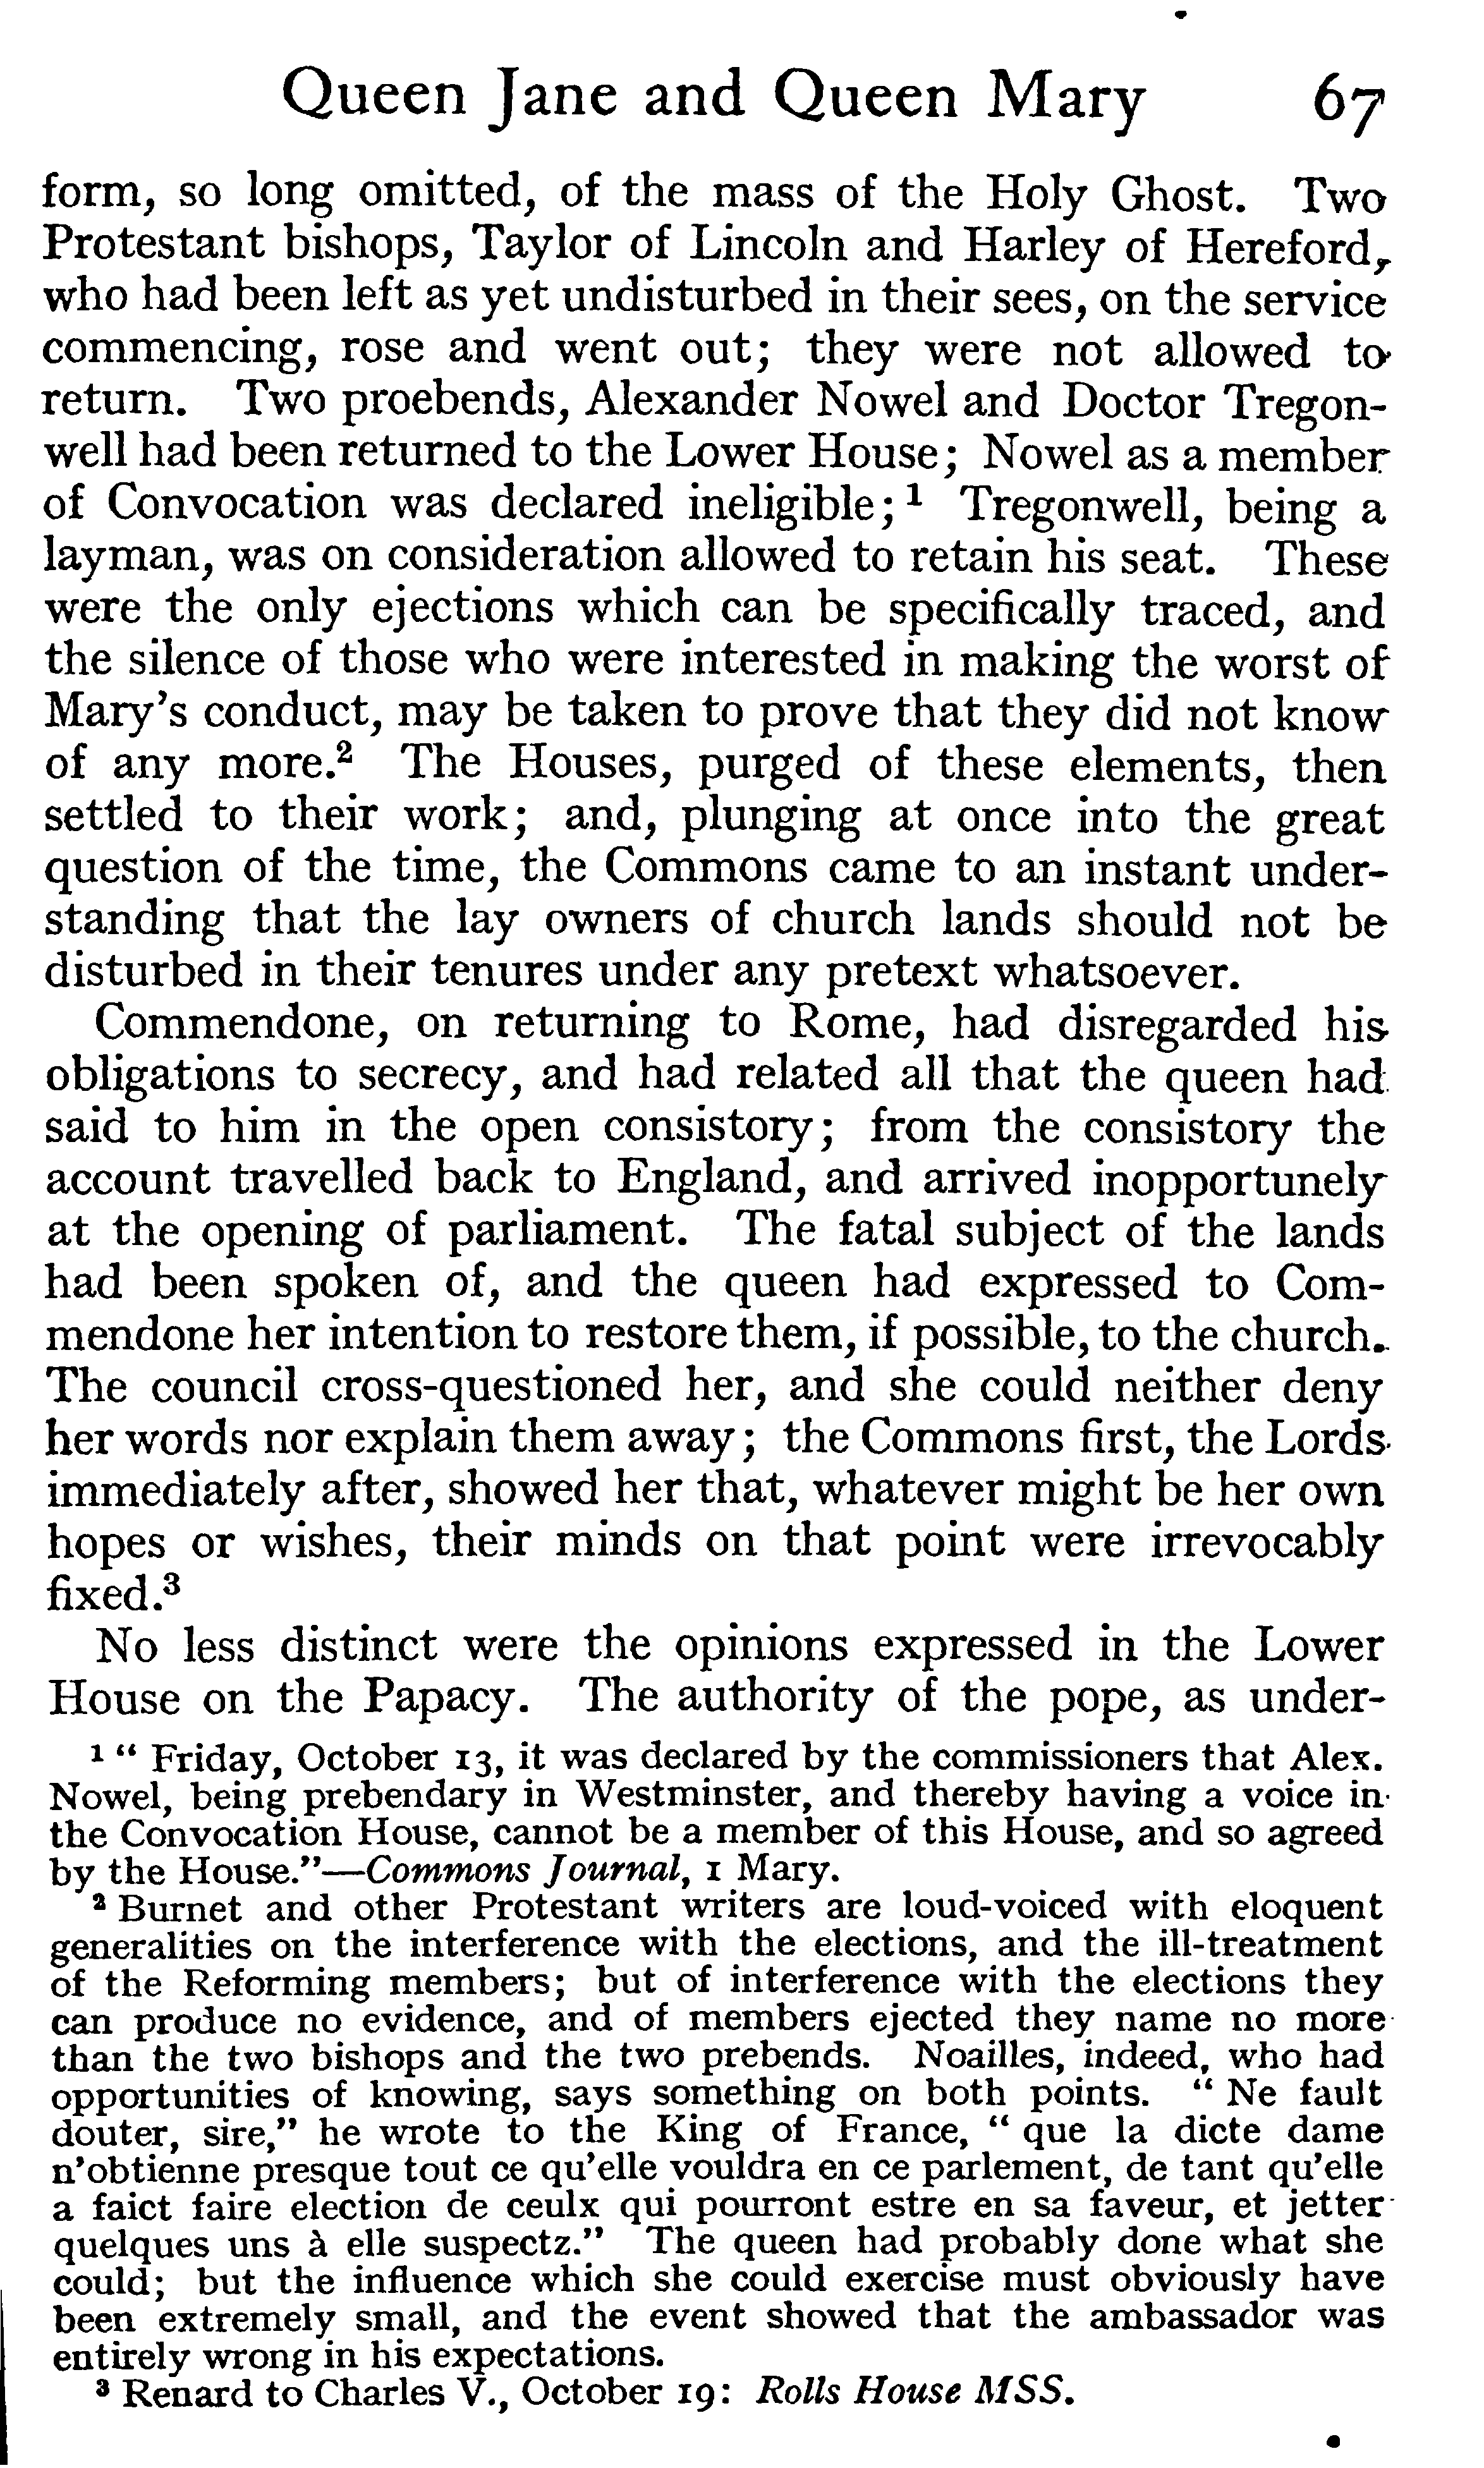 Queen Jane and Queen Mary 67
form, so long omitted, of the mass of the Holy Ghost. Two
Protestant bishops, Taylor of Lincoln and Harley of Hereford,
who had been left as yet undisturbed in their sees, on the service
commencing, rose and went out; they were not allowed to
return. Two proebends, Alexander Nowel and Doctor Tregon-
well had been returned to the Lower House; Nowel as a member
of Convocation was declared ineligible;¹ Tregonwell, being a
layman, was on consideration allowed to retain his seat. These
were the only ejections which can be specifically traced, and
the silence of those who were interested in making the worst of
Mary's conduct, may be taken to prove that they did not know
of any more.² The Houses, purged of these elements, then
settled to their work; and, plunging at once into the great
question of the time, the Commons came to an instant under-
standing that the lay owners of church lands should not be
disturbed in their tenures under any pretext whatsoever.
Commendone, on returning to Rome, had disregarded his
obligations to secrecy, and had related all that the queen had
said to him in the open consistory; from the consistory the
account travelled back to England, and arrived inopportunely
at the opening of parliament. The fatal subject of the lands
had been spoken of, and the queen had expressed to Com-
mendone her intention to restore them, if possible, to the church.
The council cross-questioned her, and she could neither deny
her words nor explain them away; the Commons first, the Lords
immediately after, showed her that, whatever might be her own
hopes or wishes, their minds on that point were irrevocably
fixed.³
No less distinct were the opinions expressed in the Lower
House on the Papacy. The authority of the pope, as under-
¹ " Friday, October 13, it was declared by the commissioners that Alex.
Nowel, being prebendary in Westminster, and thereby having a voice in
the Convocation House, cannot be a member of this House, and so agreed
by the House."—Commons Journal, 1 Mary.
² Burnet and other Protestant writers are loud-voiced with eloquent
generalities on the interference with the elections, and the ill-treatment
of the Reforming members; but of interference with the elections they
can produce no evidence, and of members ejected they name no more
than the two bishops and the two prebends. Noailles, indeed, who had
opportunities of knowing, says something on both points. " Ne fault
douter, sire," he wrote to the King of France, " que la dicte dame
n'obtienne presque tout ce qu'elle vouldra en ce parlement, de tant qu'elle
a faict faire election de ceulx qui pourront estre en sa faveur, et jetter
quelques uns à elle suspectz." The queen had probably done what she
could; but the influence which she could exercise must obviously have
been extremely small, and the event showed that the ambassador was
entirely wrong in his expectations.
³ Renard to Charles V., October 19: Rolls House MSS.